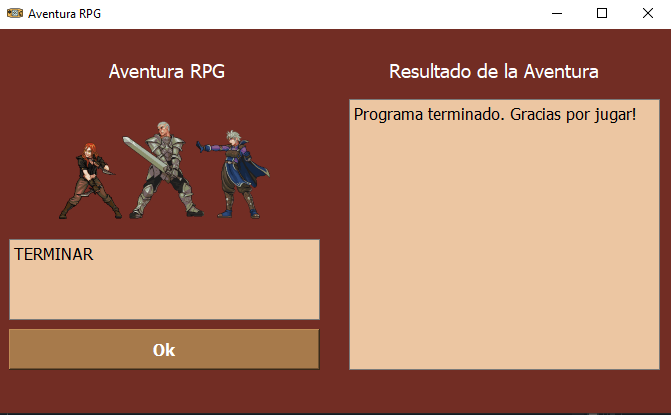 Aventura RPG
Aventura RPG
Resultado de la Aventura
Programa terminado. Gracias por jugar!
TERMINAR
Ok